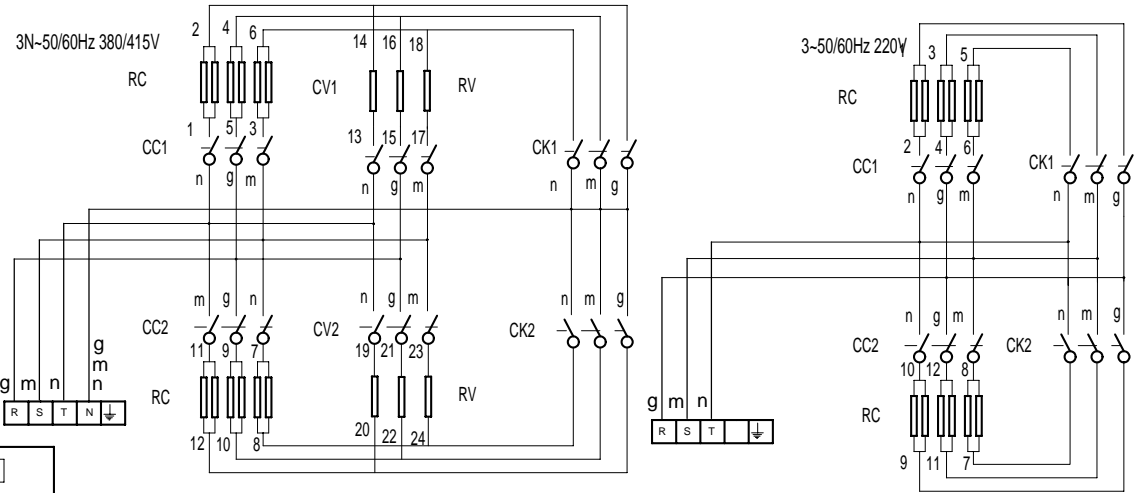 3N~50/60Hz 380/415V
2 4 6
14 16 18
RC
CV1
RV
1 5 3
13 15 17
CC1
CK1
n g m
n g m
n m g
m g n
n g m
n m g
CC2
CV2
CK2
11 9 7
19 21 23
g
m
n
g m n
R S T N
RC
RV
12 10 8
20 22 24
3~50/60Hz 220V
3 5
RC
2 4 6
CC1
CK1
n g m
n m g
n g m
n m g
CC2
CK2
10 12 8
g m n
R S T
RC
9 11 7